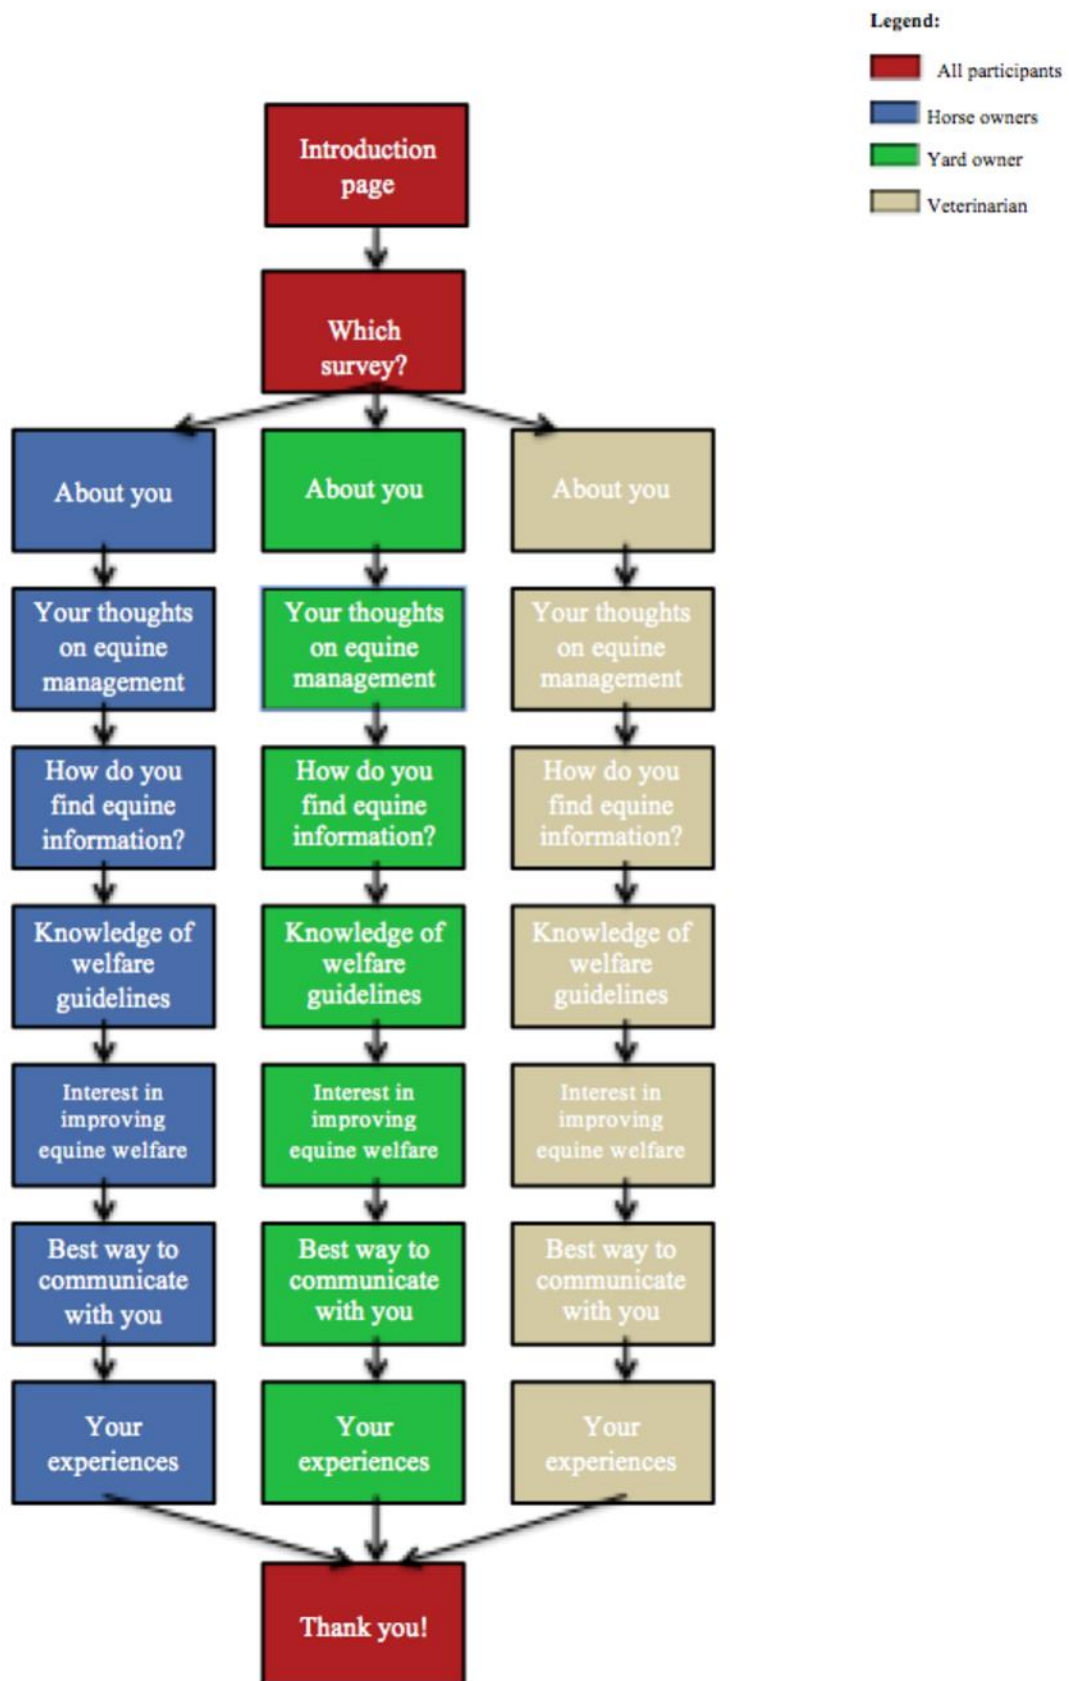 Legend:
All participants
Horse owners
Yard owner
Veterinarian
Introduction
page
Which
survey?
About you
About you
About you
Your thoughts
on equine
management
Your thoughts
on equine
management
Your thoughts
on equine
management
How do you
find equine
information?
How do you
find equine
information?
How do you
find equine
information?
Knowledge of
welfare
guidelines
Knowledge of
welfare
guidelines
Knowledge of
welfare
guidelines
Interest in
improving
equine welfare
Interest in
improving
equine welfare
Interest in
improving
equine welfare
Best way to
communicate
with you
Best way to
communicate
with you
Best way to
communicate
with you
Your
experiences
Your
experiences
Your
experiences
Thank you!